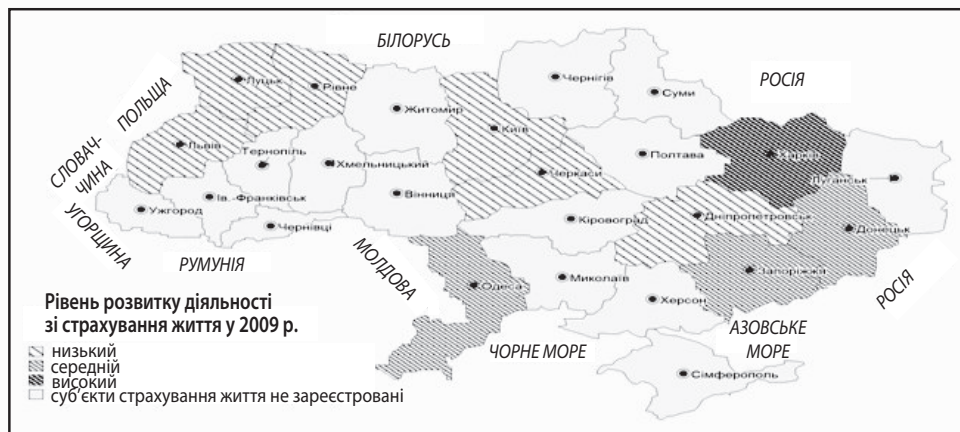 БІЛОРУСЬ
РОСІЯ
ПОЛЬЩА
СЛОВАЧ-
ЧИНА
УГОРЩИНА
РУМУНІЯ
МОЛДОВА
ЧОРНЕ МОРЕ
АЗОВСЬКЕ
МОРЕ
РОСІЯ
Луцьк
Рівне
Житомир
Київ
Чернігів
Суми
Львів
Тернопіль
Хмельницький
Вінниця
Черкаси
Полтава
Харків
Луганськ
Ужгород
Ів.-Франківськ
Чернівці
Кіровоград
Дніпропетровськ
Донецьк
Запоріжжя
Одеса
Миколаїв
Херсон
Сімферополь
Рівень розвитку діяльності
зі страхування життя у 2009 р.
низький
середній
високий
суб’єкти страхування життя не зареєстровані